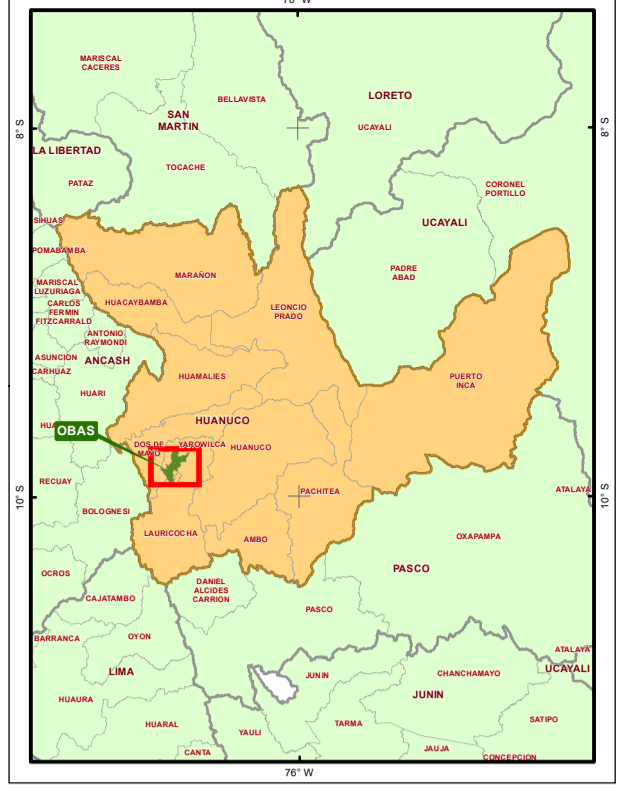 76° W
MARISCAL
CACERES
BELLAVISTA
LORETO
SAN
MARTIN
UCAYALI
8° S
8° S
LA LIBERTAD
TOCACHE
PATAZ
CORONEL
PORTILLO
SIHUAS
UCAYALI
POMABAMBA
PADRE
ABAD
MARAÑON
MARISCAL
LUZURIAGA
HUACAYBAMBA
LEONCIO
PRADO
CARLOS
FERMIN
FITZCARRALD
ANTONIO
RAYMONDI
ASUNCION
ANCASH
CARHUAZ
HUAMALIES
PUERTO
INCA
HUARI
HUANUCO
HUA
OBAS
DOS DE
MAYO
YAROWILCA
HUANUCO
RECUAY
PACHITEA
ATALAYA
10° S
10° S
BOLOGNESI
LAURICOCHA
AMBO
OXAPAMPA
PASCO
OCROS
DANIEL
ALCIDES
CARRION
CAJATAMBO
PASCO
BARRANCA
OYON
ATALAYA
LIMA
UCAYALI
JUNIN
CHANCHAMAYO
JUNIN
HUAURA
SATIPO
HUARAL
YAULI
TARMA
JAUJA
CANTA
CONCEPCION
76° W